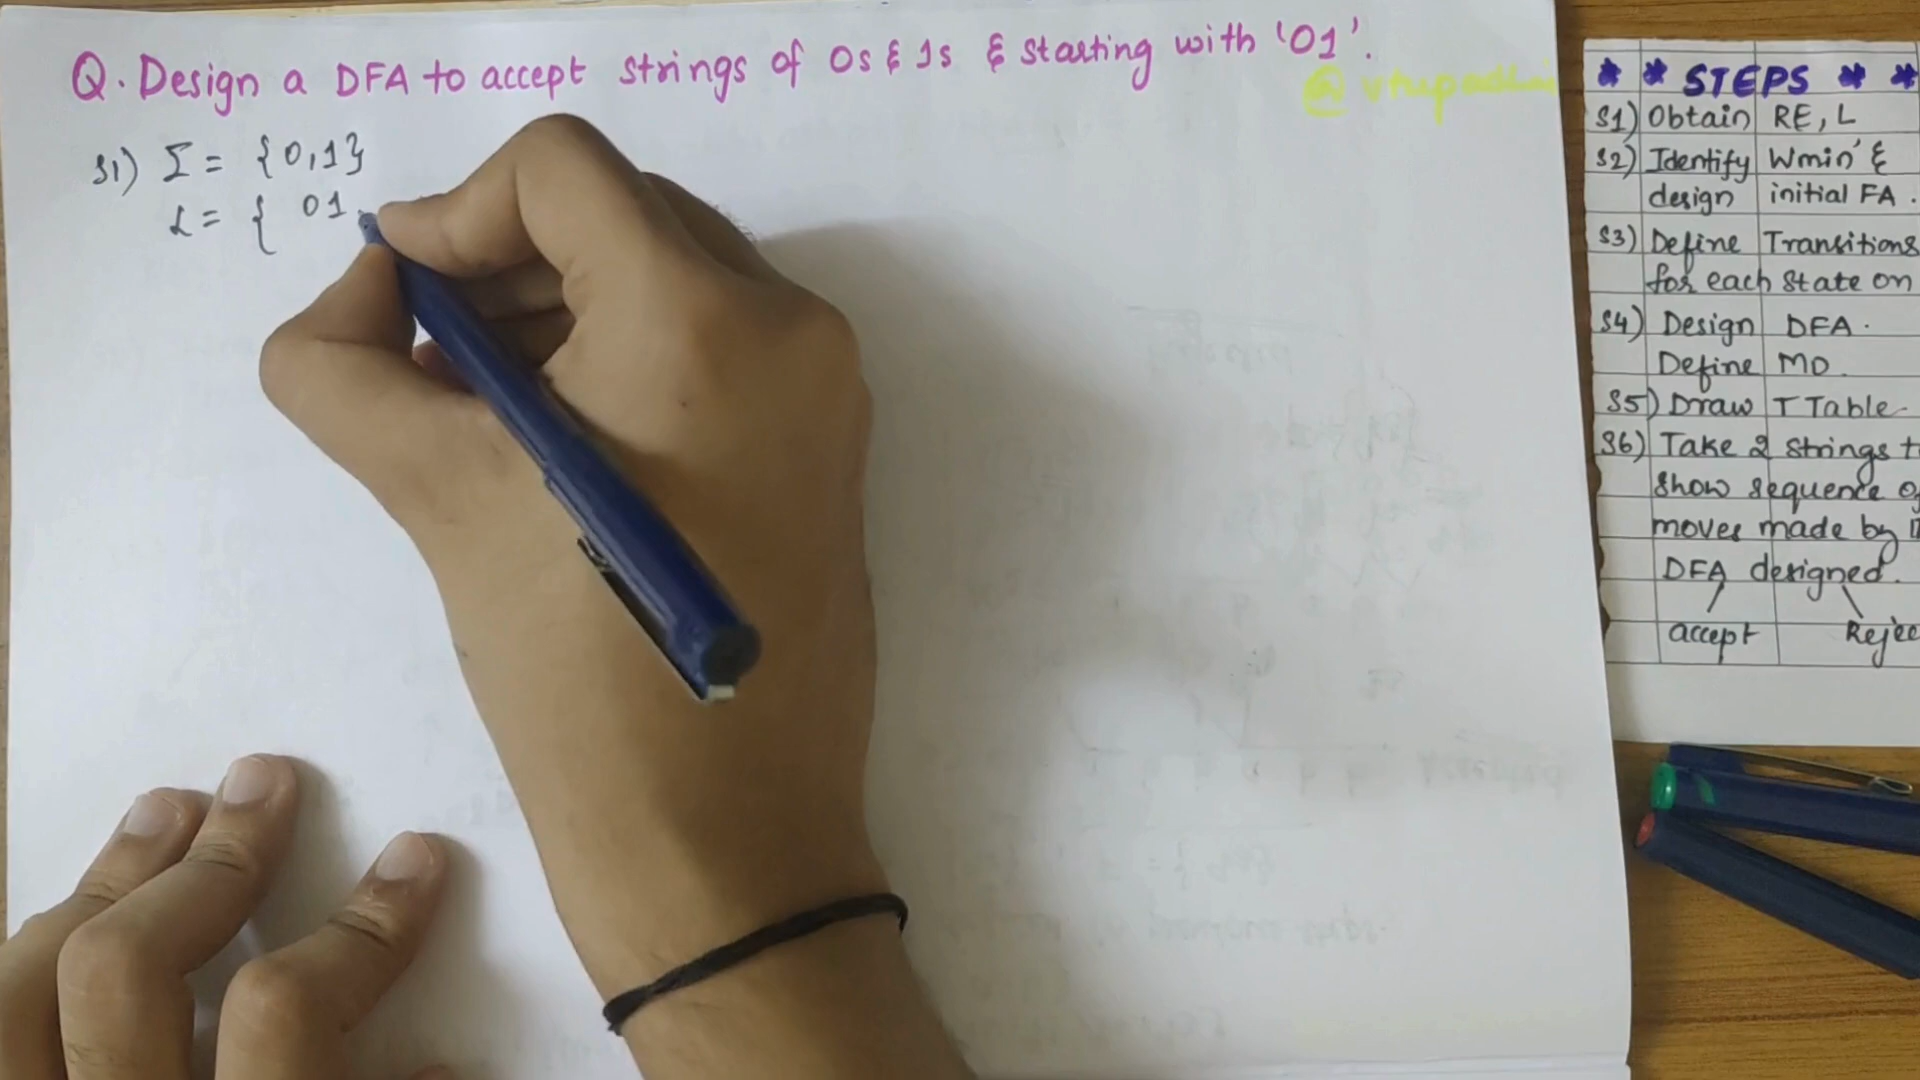 Q. Design a DFA to accept strings of 0s & 1s & starting with '01'.
S1) Σ = {0,1}
L = { 01,
* * STEPS * *
S1) Obtain RE, L
S2) Identify Wmin' &
design initial FA.
S3) Define Transitions
for each state on
S4) Design DFA.
Define MD.
S5) Draw T Table.
S6) Take 2 strings t
show sequence of
moves made by
DFA designed.
accept Rejec